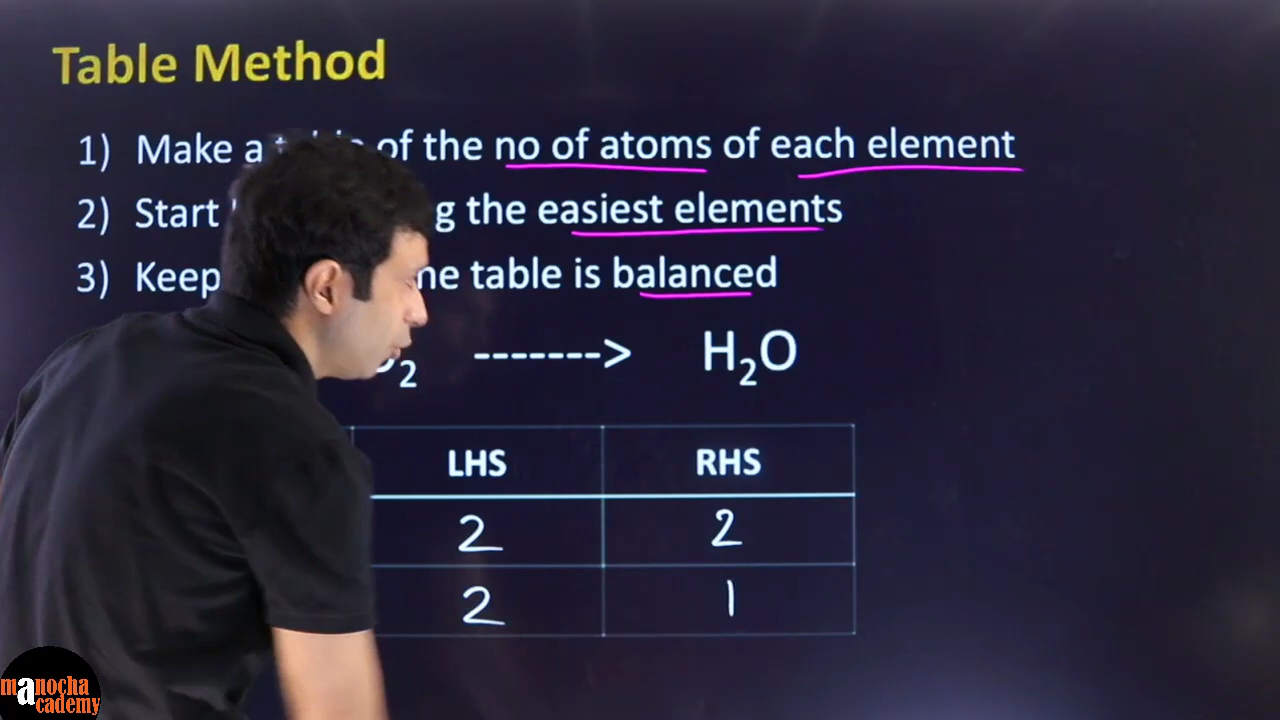 Table Method
1) Make a of the no of atoms of each element
2) Start the easiest elements
3) Keep table is balanced
2 -------> H₂O
LHS RHS
2 2
2 1
manocha
academy